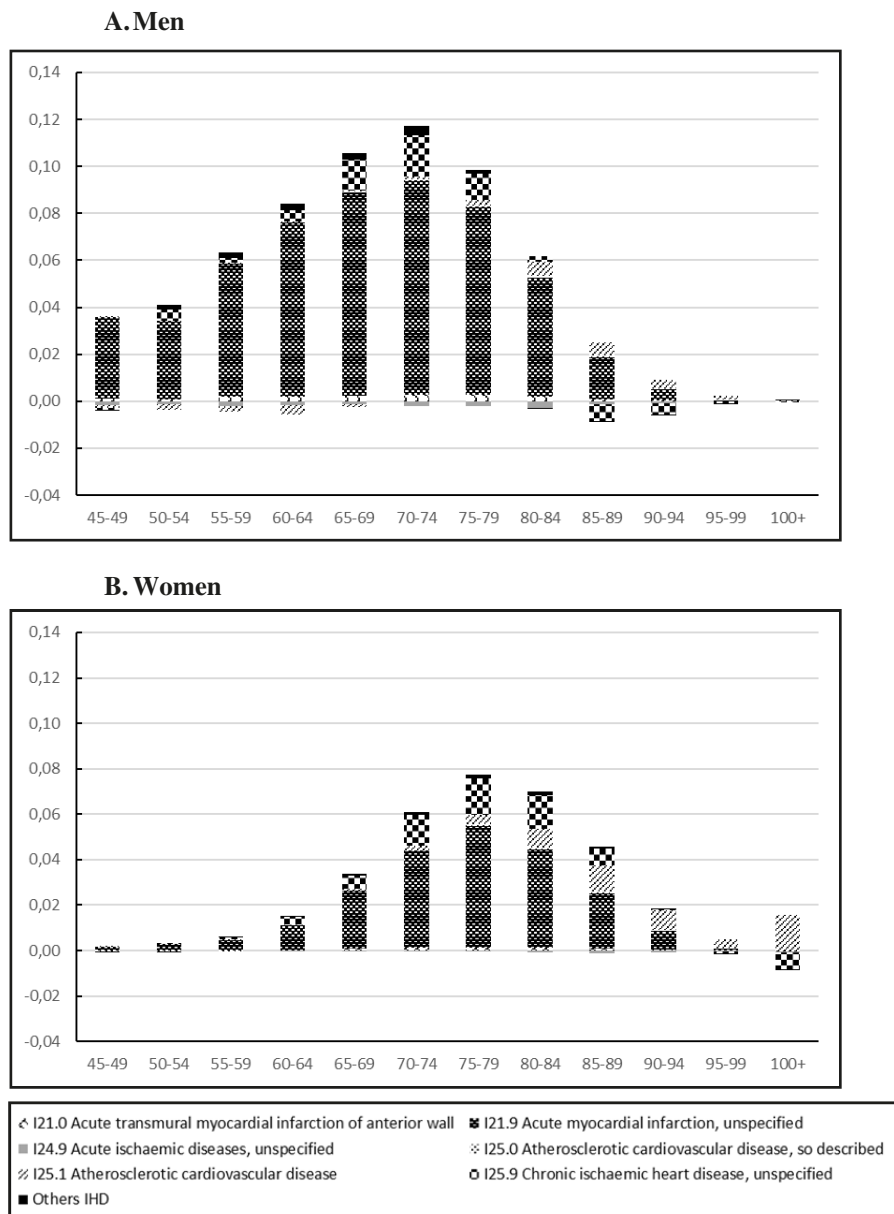 A. Men
0,14
0,12
0,10
0,08
0,06
0,04
0,02
0,00
-0,02
-0,04
45-49 50-54 55-59 60-64 65-69 70-74 75-79 80-84 85-89 90-94 95-99 100+
B. Women
0,14
0,12
0,10
0,08
0,06
0,04
0,02
0,00
-0,02
-0,04
45-49 50-54 55-59 60-64 65-69 70-74 75-79 80-84 85-89 90-94 95-99 100+
I21.0 Acute transmural myocardial infarction of anterior wall I21.9 Acute myocardial infarction, unspecified
I24.9 Acute ischaemic diseases, unspecified I25.0 Atherosclerotic cardiovascular disease, so described
I25.1 Atherosclerotic cardiovascular disease I25.9 Chronic ischaemic heart disease, unspecified
Others IHD